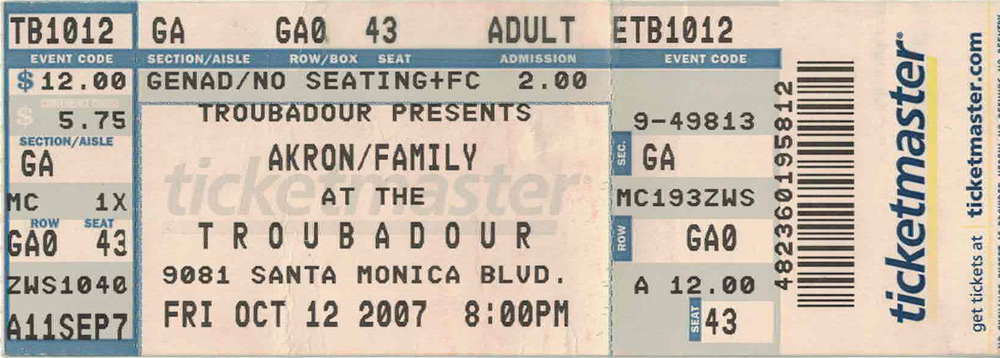 TB1012 GA GA0 43 ADULT ETB1012
EVENT CODE SECTION/AISLE ROW/BOX SEAT ADMISSION EVENT CODE
$ 12.00 GENAD/NO SEATING+FC 2.00
CONVENIENCE CHARGE
$ 5.75 TROUBADOUR PRESENTS 9-49813
SECTION/AISLE
GA AKRON/FAMILY SEC. GA
ticketmaster
MC 1X AT THE MC193ZWS
ROW SEAT
GA0 43 TROUBADOUR ROW GA0
ZWS1040 9081 SANTA MONICA BLVD. A 12.00
A11SEP7 FRI OCT 12 2007 8:00PM SEAT 43
482360195812
ticketmaster®
get tickets at ticketmaster.com